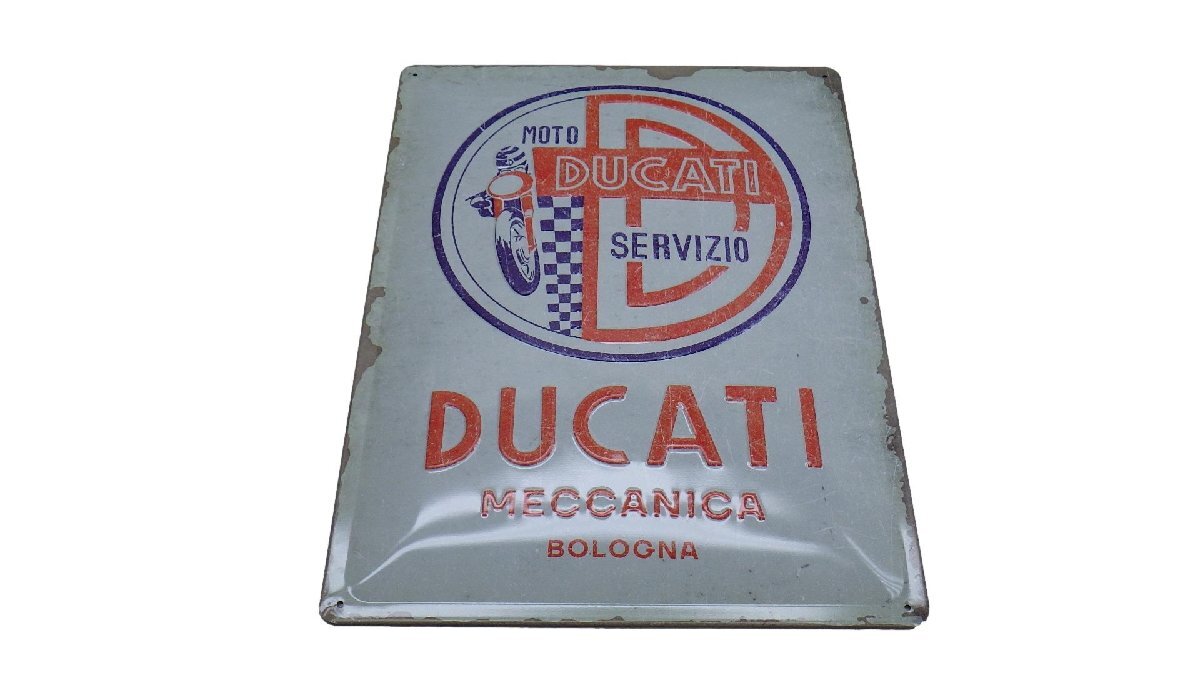 MOTO
DUCATI
SERVIZIO
DUCATI
MECCANICA
BOLOGNA